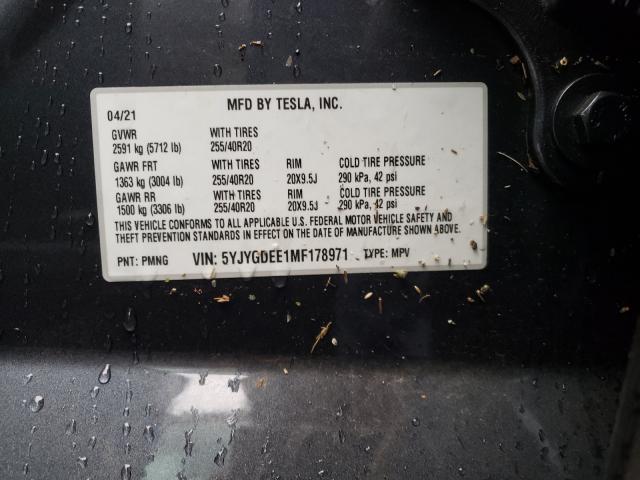 MFD BY TESLA, INC.
04/21
GVWR WITH TIRES
2591 kg (5712 lb) 255/40R20
GAWR FRT WITH TIRES RIM COLD TIRE PRESSURE
1363 kg (3004 lb) 255/40R20 20X9.5J 290 kPa, 42 psi
GAWR RR WITH TIRES RIM COLD TIRE PRESSURE
1500 kg (3306 lb) 255/40R20 20X9.5J 290 kPa, 42 psi
THIS VEHICLE CONFORMS TO ALL APPLICABLE U.S. FEDERAL MOTOR VEHICLE SAFETY AND
THEFT PREVENTION STANDARDS IN EFFECT ON DATE OF MANUFACTURE SHOWN ABOVE.
PNT: PMNG VIN: 5YJYGDEE1MF178971 TYPE: MPV